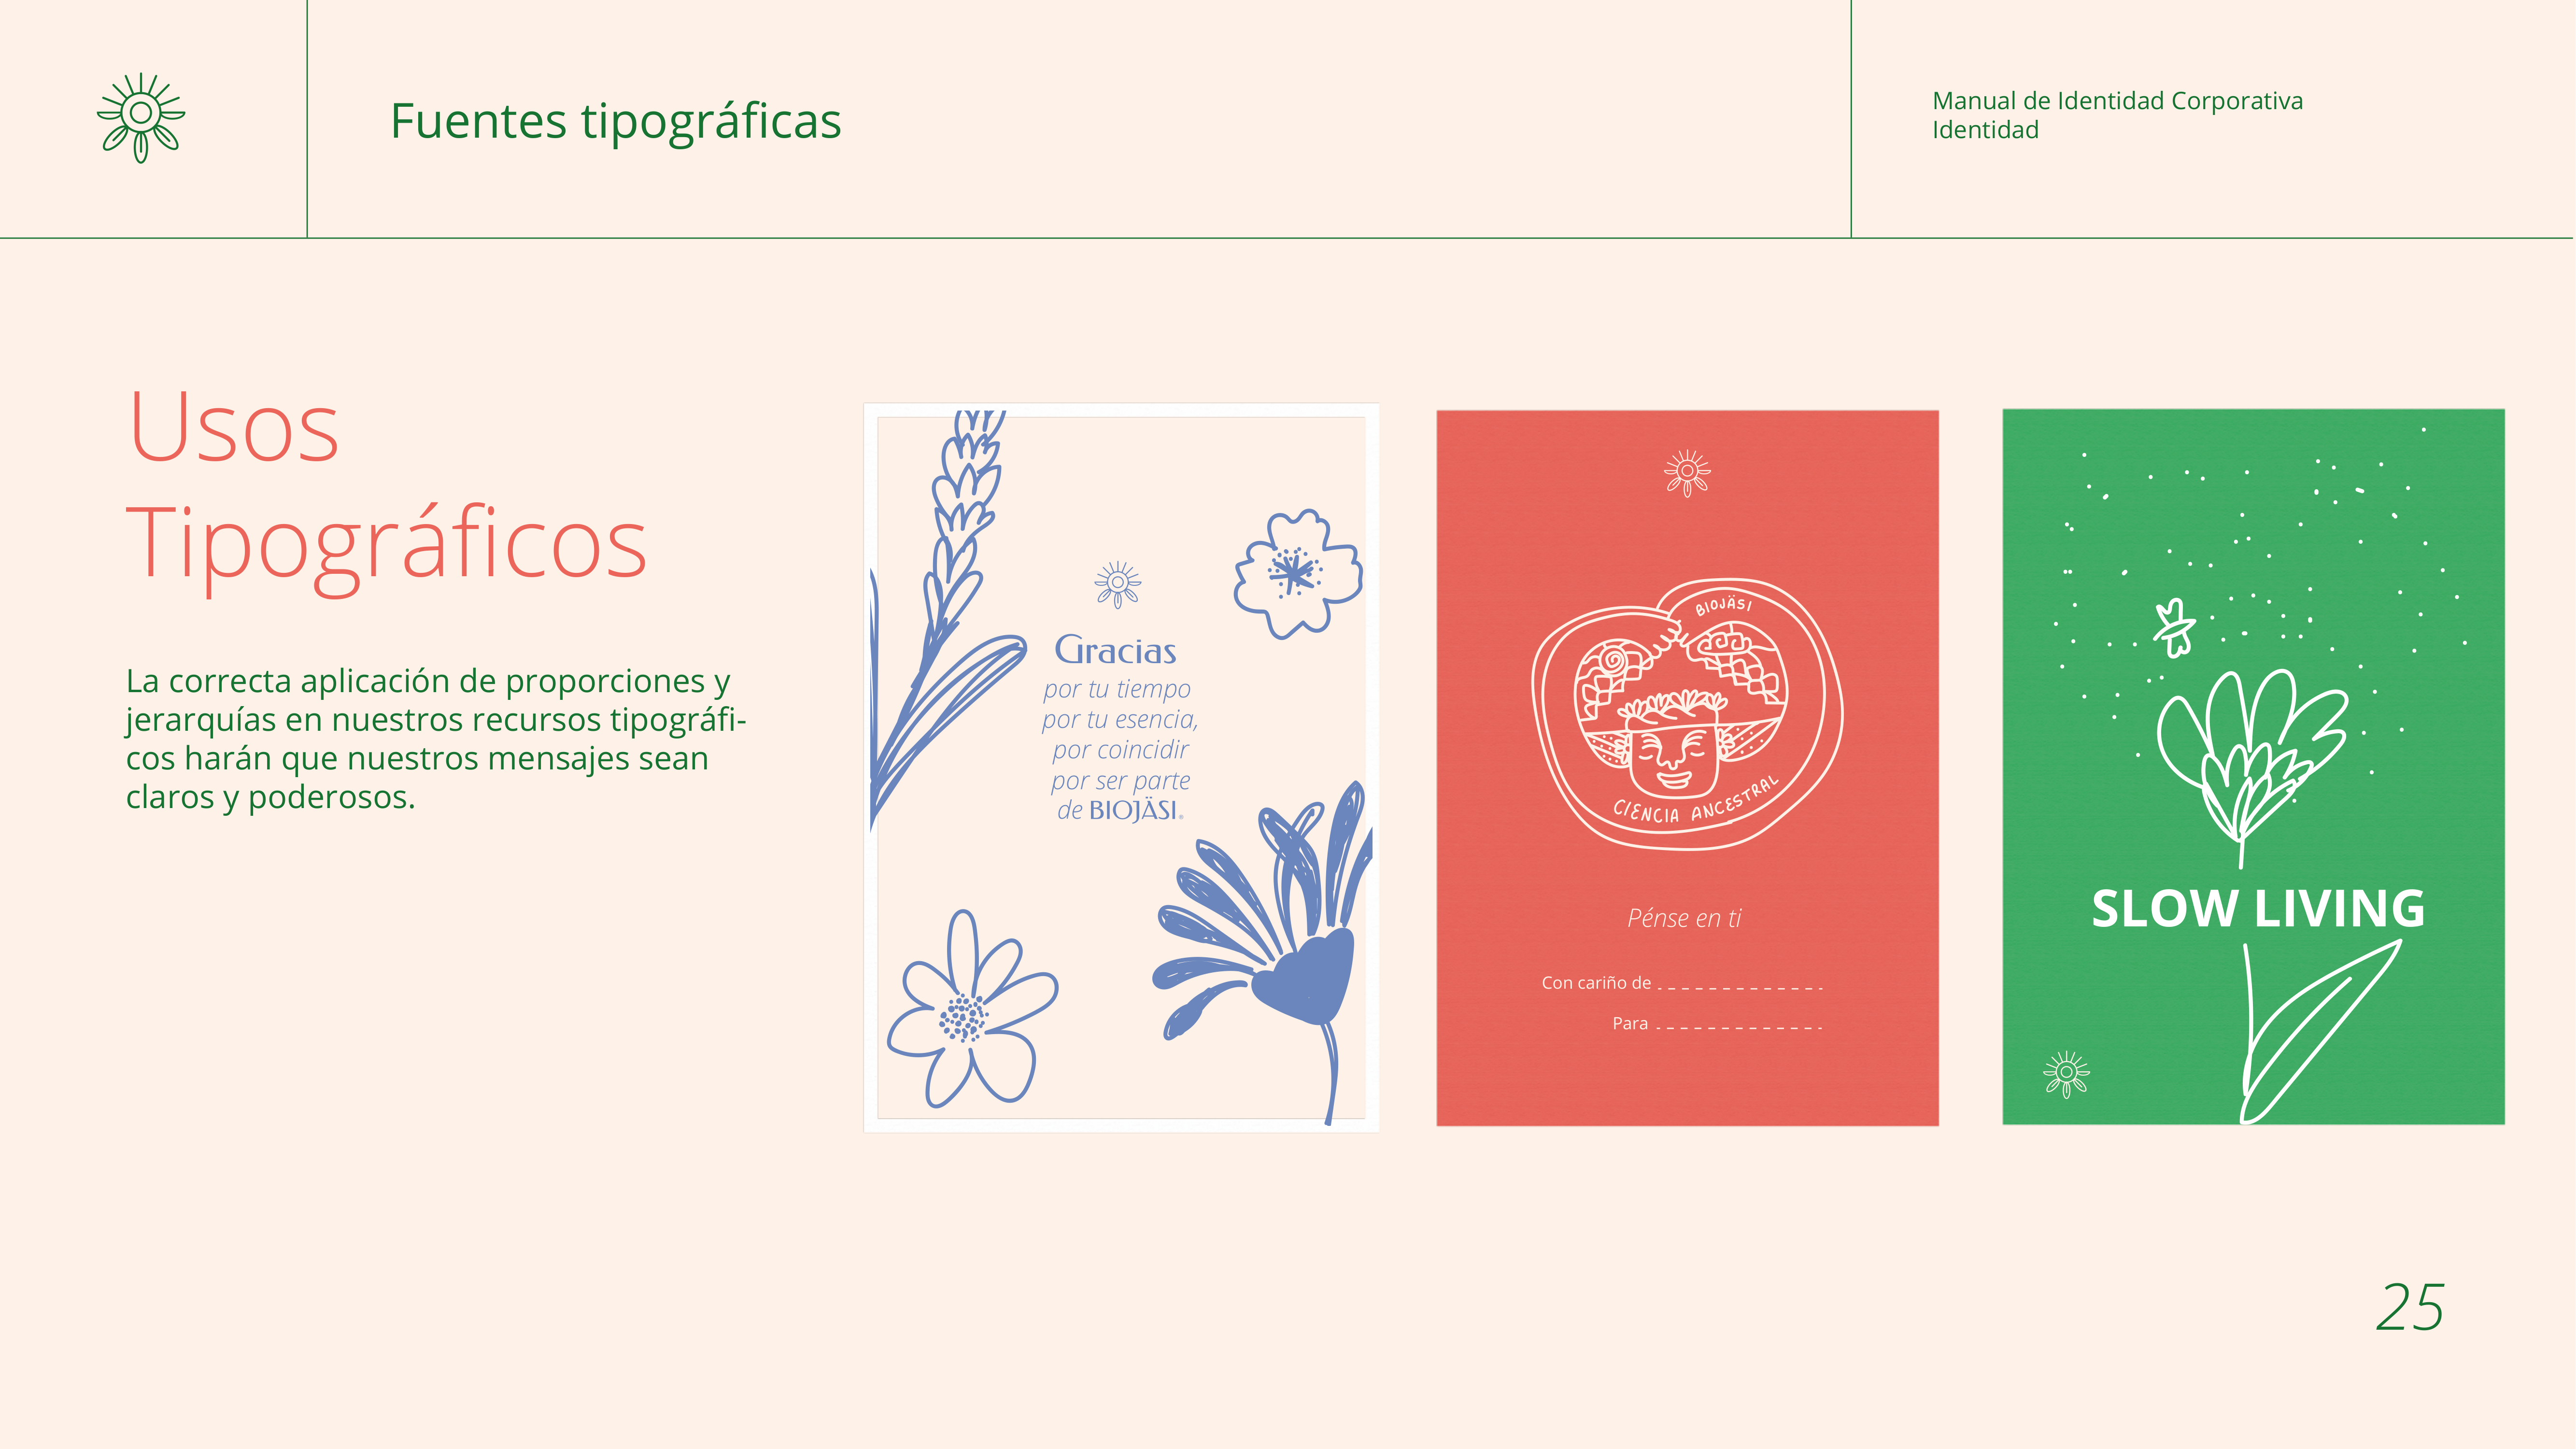 Fuentes tipográficas
Manual de Identidad Corporativa
Identidad
Usos
Tipográficos
La correcta aplicación de proporciones y
jerarquías en nuestros recursos tipográfi-
cos harán que nuestros mensajes sean
claros y poderosos.
Gracias
por tu tiempo
por tu esencia,
por coincidir
por ser parte
de BIOJÄSI®
BIOJÄSI
CIENCIA ANCESTRAL
Pénse en ti
Con cariño de
Para
SLOW LIVING
25